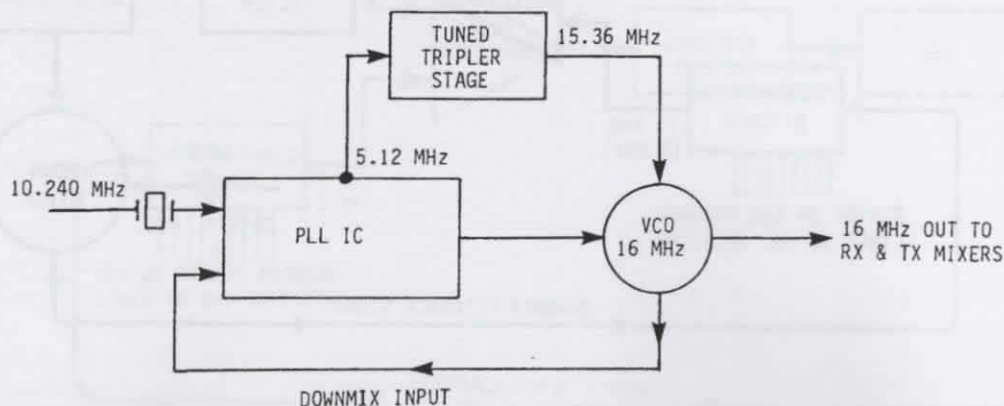 TUNED
TRIPLER
STAGE
15.36 MHz
5.12 MHz
10.240 MHz
PLL IC
VCO
16 MHz
16 MHz OUT TO
RX & TX MIXERS
DOWNMIX INPUT